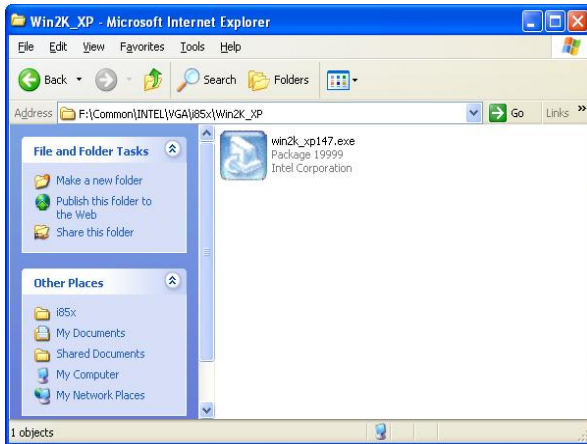 Win2K_XP - Microsoft Internet Explorer
File Edit View Favorites Tools Help
Back Search Folders
Address F:\Common\INTEL\VGA\i85x\Win2K_XP Go Links »
File and Folder Tasks
Make a new folder
Publish this folder to
the Web
Share this folder
Other Places
i85x
My Documents
Shared Documents
My Computer
My Network Places
win2k_xp147.exe
Package 19999
Intel Corporation
1 objects